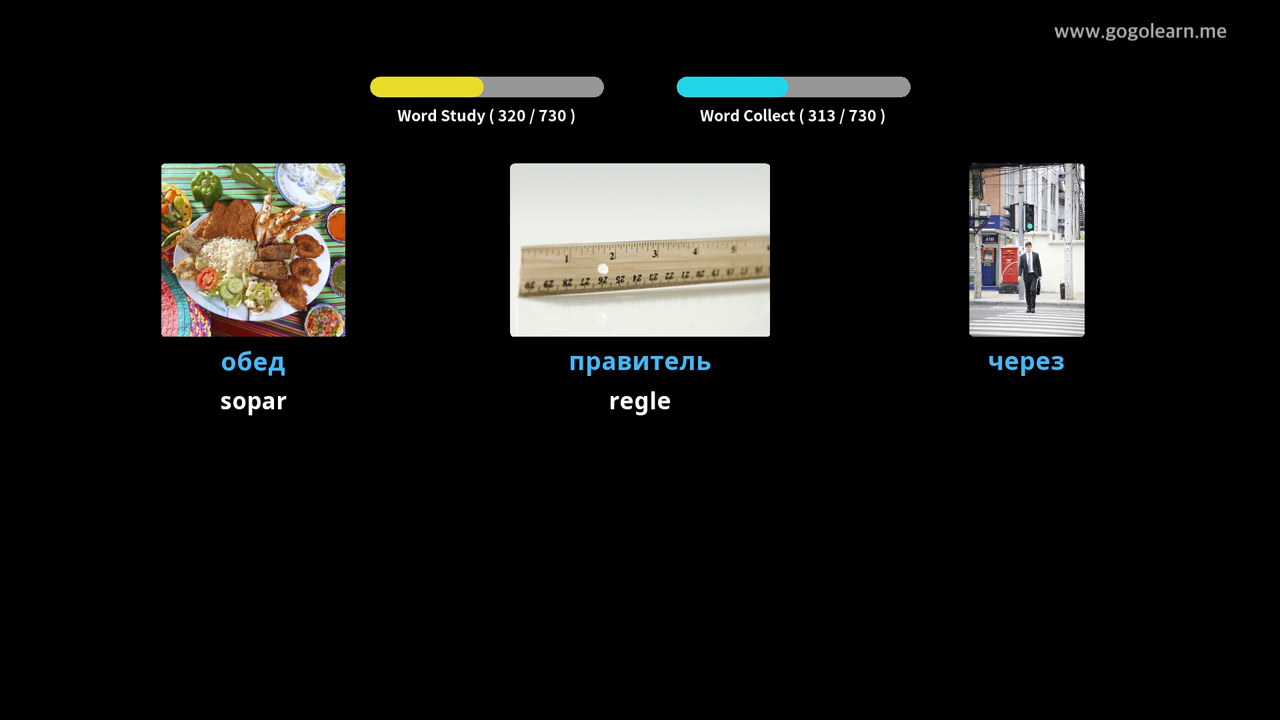 www.gogolearn.me
Word Study ( 320 / 730 )
Word Collect ( 313 / 730 )
обед
правитель
через
sopar
regle